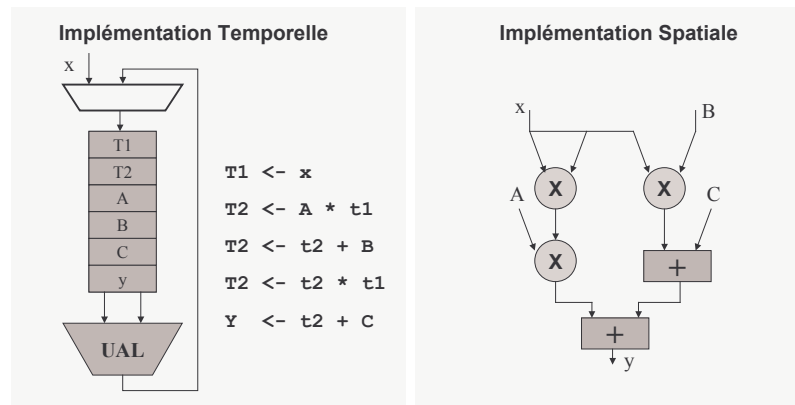 Implémentation Temporelle
x
T1
T2
A
B
C
y
UAL
T1 <- x
T2 <- A * t1
T2 <- t2 + B
T2 <- t2 * t1
Y <- t2 + C
Implémentation Spatiale
x
B
X
X
A
C
X
+
+
y